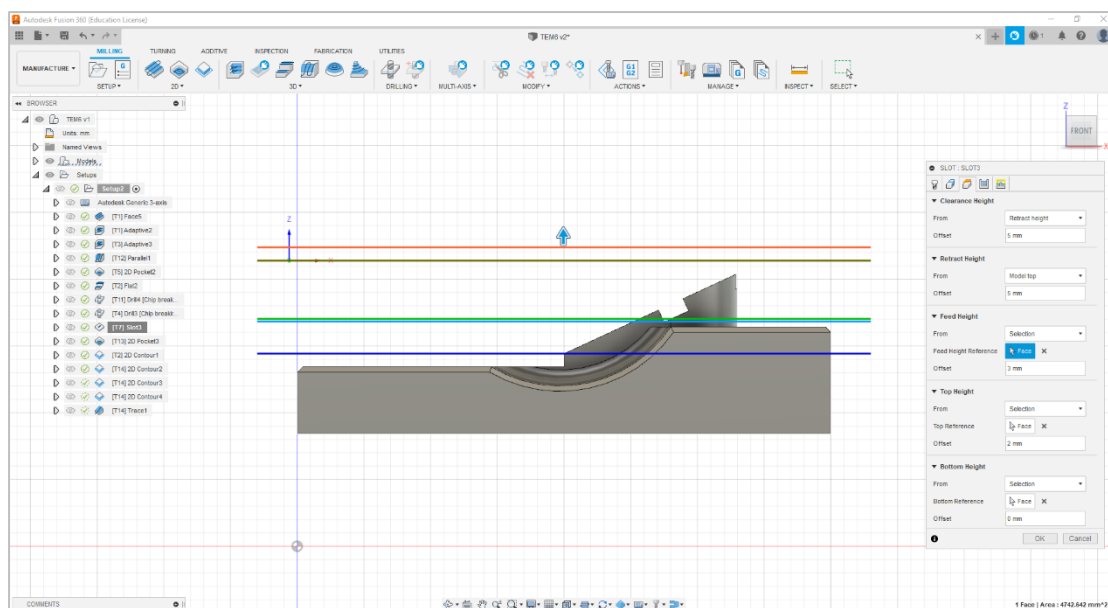 Autodesk Fusion 360 (Education License)
TEM6 v2*
1
MILLING TURNING ADDITIVE INSPECTION FABRICATION UTILITIES
MANUFACTURE
G1
G2
G
SETUP 2D 3D DRILLING MULTI-AXIS MODIFY ACTIONS MANAGE INSPECT SELECT
BROWSER
TEM6 v1
Units: mm
Named Views
Models
Setups
Setup2
Autodesk Generic 3-axis
[T1] Face5
[T1] Adaptive2
[T3] Adaptive3
[T12] Parallel1
[T5] 2D Pocket2
[T2] Flat2
[T11] Drill4 [Chip break...
[T4] Drill3 [Chip break...
[T7] Slot3
[T13] 2D Pocket3
[T2] 2D Contour1
[T14] 2D Contour2
[T14] 2D Contour3
[T14] 2D Contour4
[T14] Trace1
Z
X
Z
FRONT
X
SLOT : SLOT3
Clearance Height
From Retract height
Offset 5 mm
Retract Height
From Model top
Offset 5 mm
Feed Height
From Selection
Feed Height Reference Face
Offset 3 mm
Top Height
From Selection
Top Reference Face
Offset 2 mm
Bottom Height
From Selection
Bottom Reference Face
Offset 0 mm
OK Cancel
COMMENTS
1 Face | Area : 4742.642 mm^2